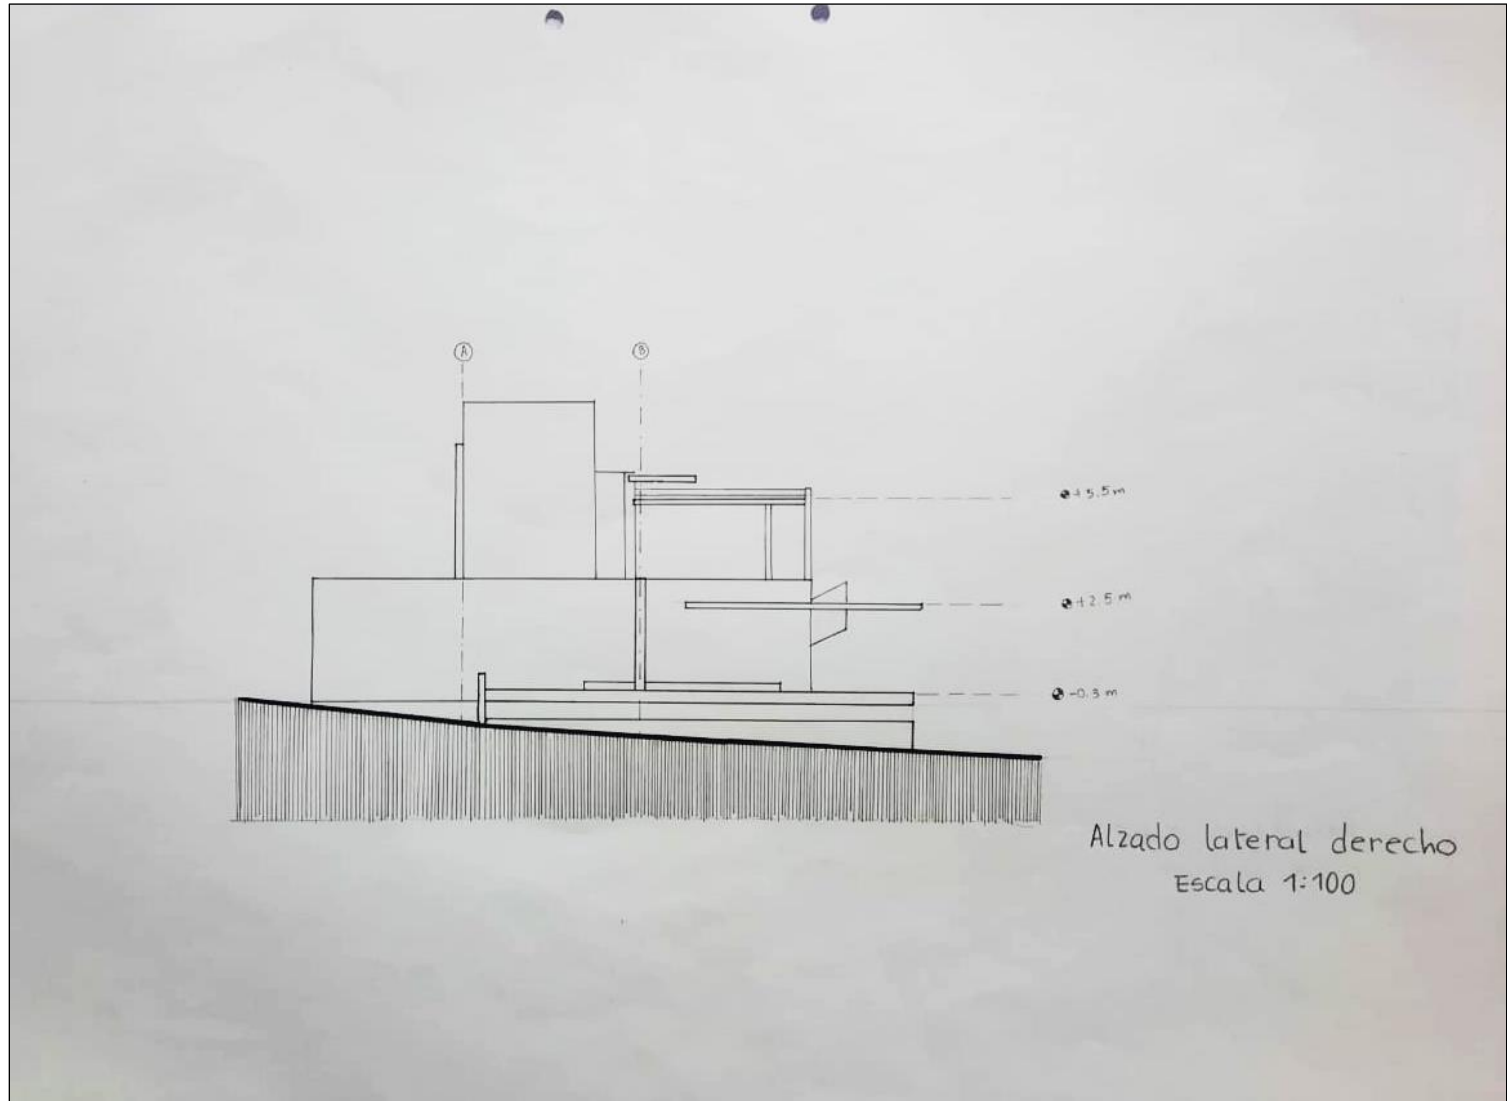 A
B
+5.5 m
+2.5 m
-0.3 m
Alzado lateral derecho
Escala 1:100